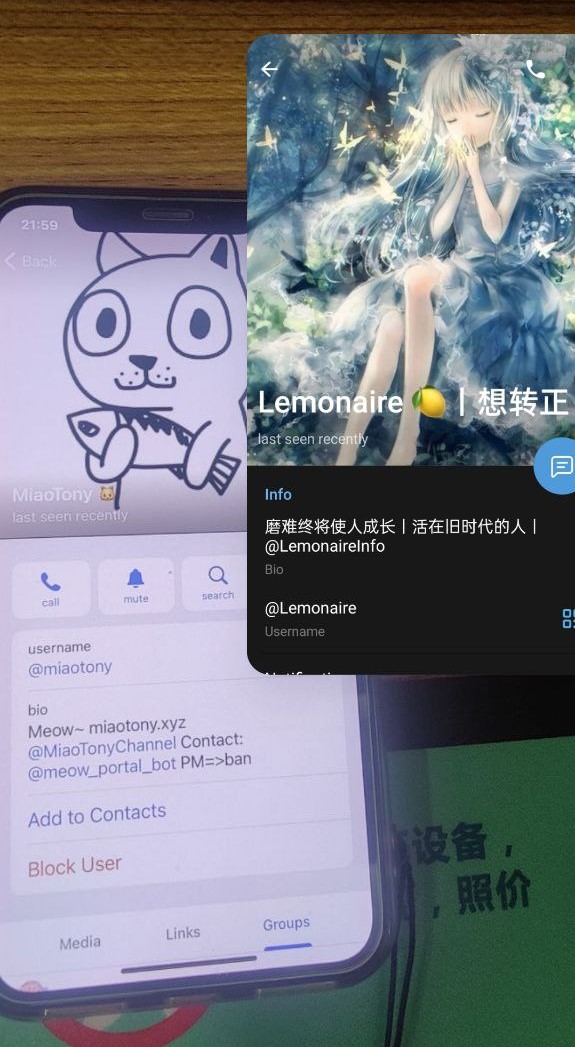 21:59
Back
MiaoTony 🐱
last seen recently
call
mute
search
username
@miaotony
bio
Meow~ miaotony.xyz
@MiaoTonyChannel Contact:
@meow_portal_bot PM=>ban
Add to Contacts
Block User
Media
Links
Groups
Lemonaire 🍋丨想转正
last seen recently
Info
磨难终将使人成长丨活在旧时代的人丨
@LemonaireInfo
Bio
@Lemonaire
Username
设备，
，照价